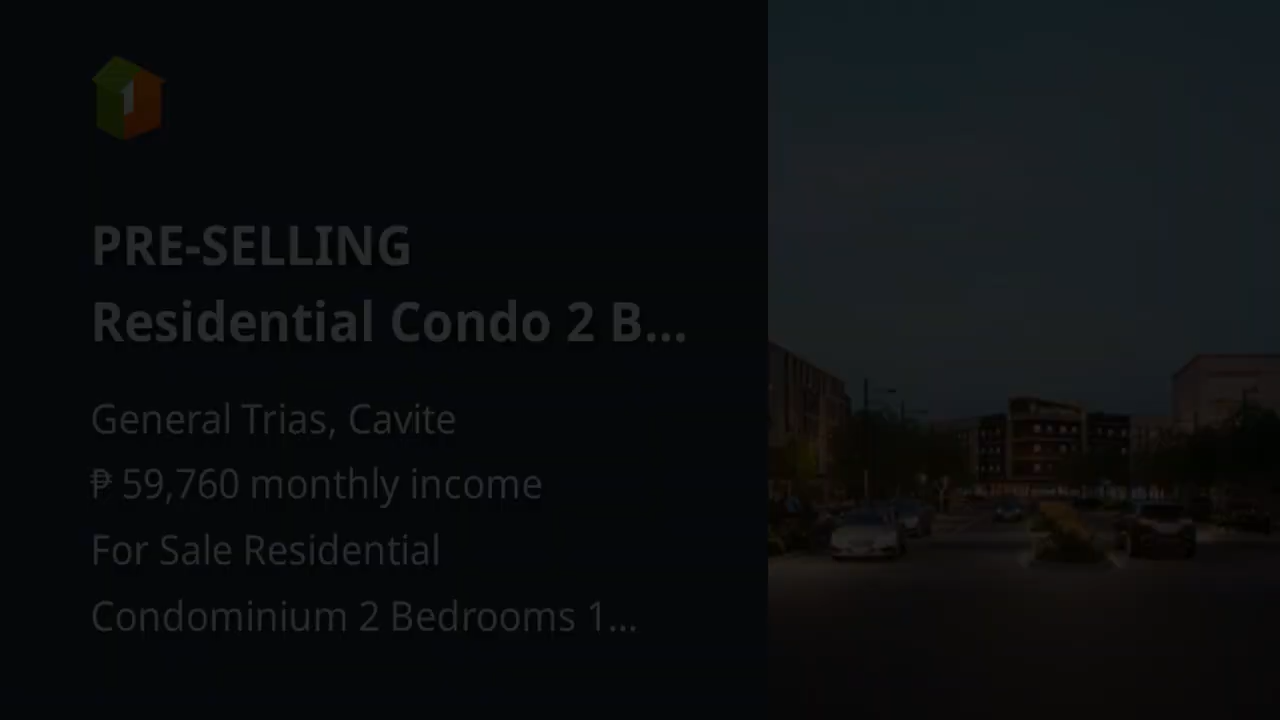 PRE-SELLING
Residential Condo 2 B...
General Trias, Cavite
₱ 59,760 monthly income
For Sale Residential
Condominium 2 Bedrooms 1...